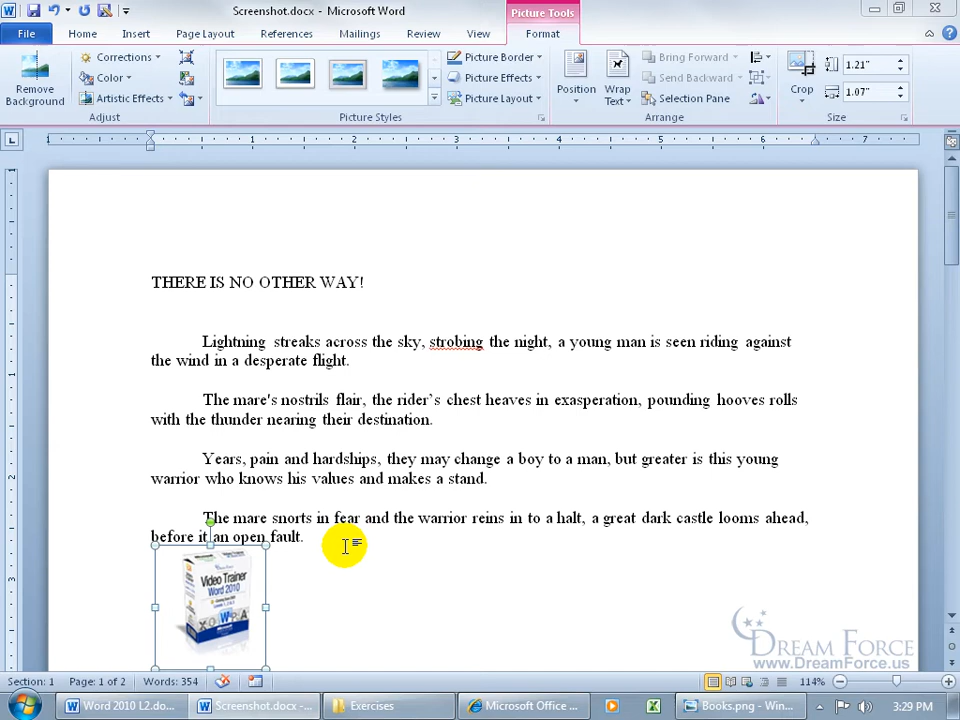 Screenshot.docx - Microsoft Word
Picture Tools
File
Home
Insert
Page Layout
References
Mailings
Review
View
Format
Remove Background
Corrections
Color
Artistic Effects
Adjust
Picture Border
Picture Effects
Picture Layout
Picture Styles
Position
Wrap Text
Bring Forward
Send Backward
Selection Pane
Arrange
Crop
1.21"
1.07"
Size
1 1 2 3 4 5 6 7
THERE IS NO OTHER WAY!
Lightning streaks across the sky, strobing the night, a young man is seen riding against
the wind in a desperate flight.
The mare's nostrils flair, the rider's chest heaves in exasperation, pounding hooves rolls
with the thunder nearing their destination.
Years, pain and hardships, they may change a boy to a man, but greater is this young
warrior who knows his values and makes a stand.
The mare snorts in fear and the warrior reins in to a halt, a great dark castle looms ahead,
before it an open fault.
Video Trainer
Word 2010
DREAM FORCE
www.DreamForce.us
Section: 1
Page: 1 of 2
Words: 354
114%
Word 2010 L2.do...
Screenshot.docx -...
Exercises
Microsoft Office ...
Books.png - Win...
3:29 PM